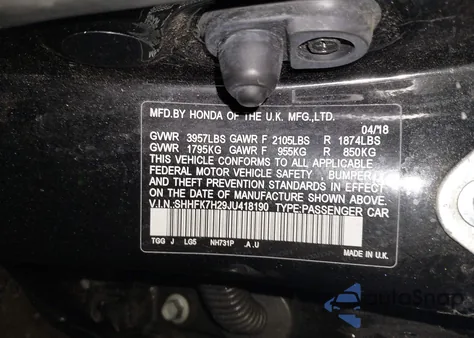 MFD.BY HONDA OF THE U.K. MFG.,LTD.
04/18
GVWR 3957LBS GAWR F 2105LBS R 1874LBS
GVWR 1795KG GAWR F 955KG R 850KG
THIS VEHICLE CONFORMS TO ALL APPLICABLE
FEDERAL MOTOR VEHICLE SAFETY , BUMPER,
AND THEFT PREVENTION STANDARDS IN EFFECT
ON THE DATE OF MANUFACTURE SHOWN ABOVE.
V.I.N.:SHHFK7H29JU418190 TYPE:PASSENGER CAR
TGG J LG5 NH731P .A .U
MADE IN U.K.
AutoSnap